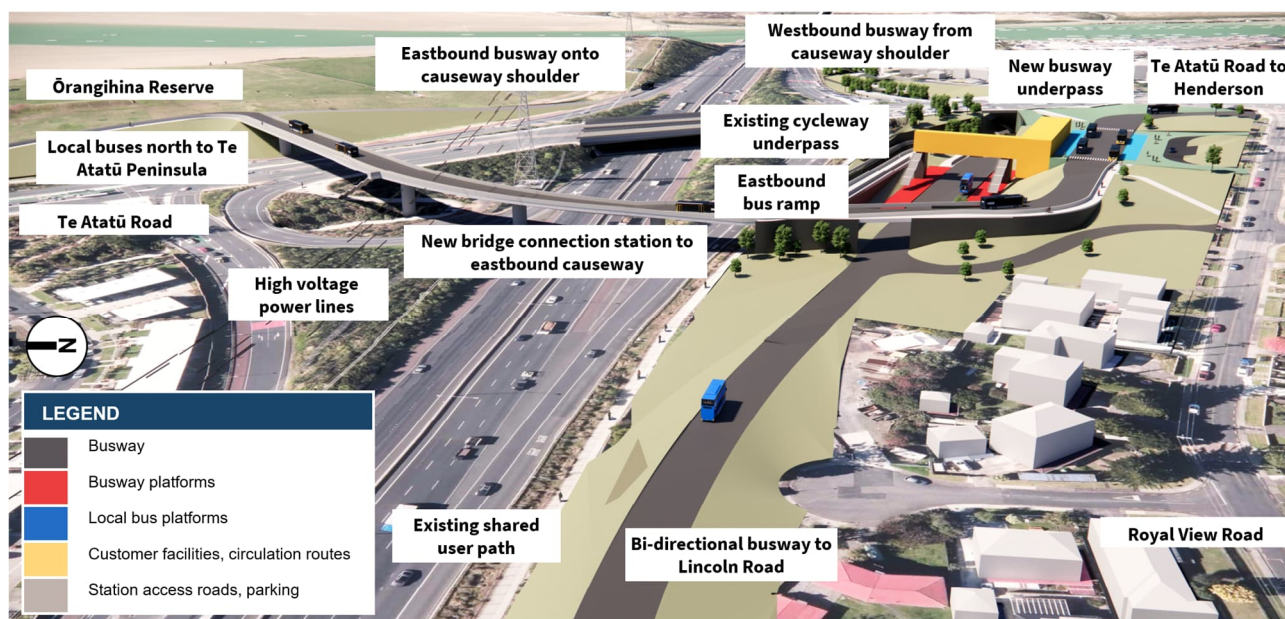 Westbound busway from
causeway shoulder
Eastbound busway onto
causeway shoulder
New busway
underpass
Te Atatū Road to
Henderson
Ōrangihina Reserve
Existing cycleway
underpass
Local buses north to Te
Atatū Peninsula
Eastbound
bus ramp
Te Atatū Road
New bridge connection station to
eastbound causeway
High voltage
power lines
N
LEGEND
Busway
Busway platforms
Local bus platforms
Customer facilities, circulation routes
Station access roads, parking
Existing shared
user path
Bi-directional busway to
Lincoln Road
Royal View Road